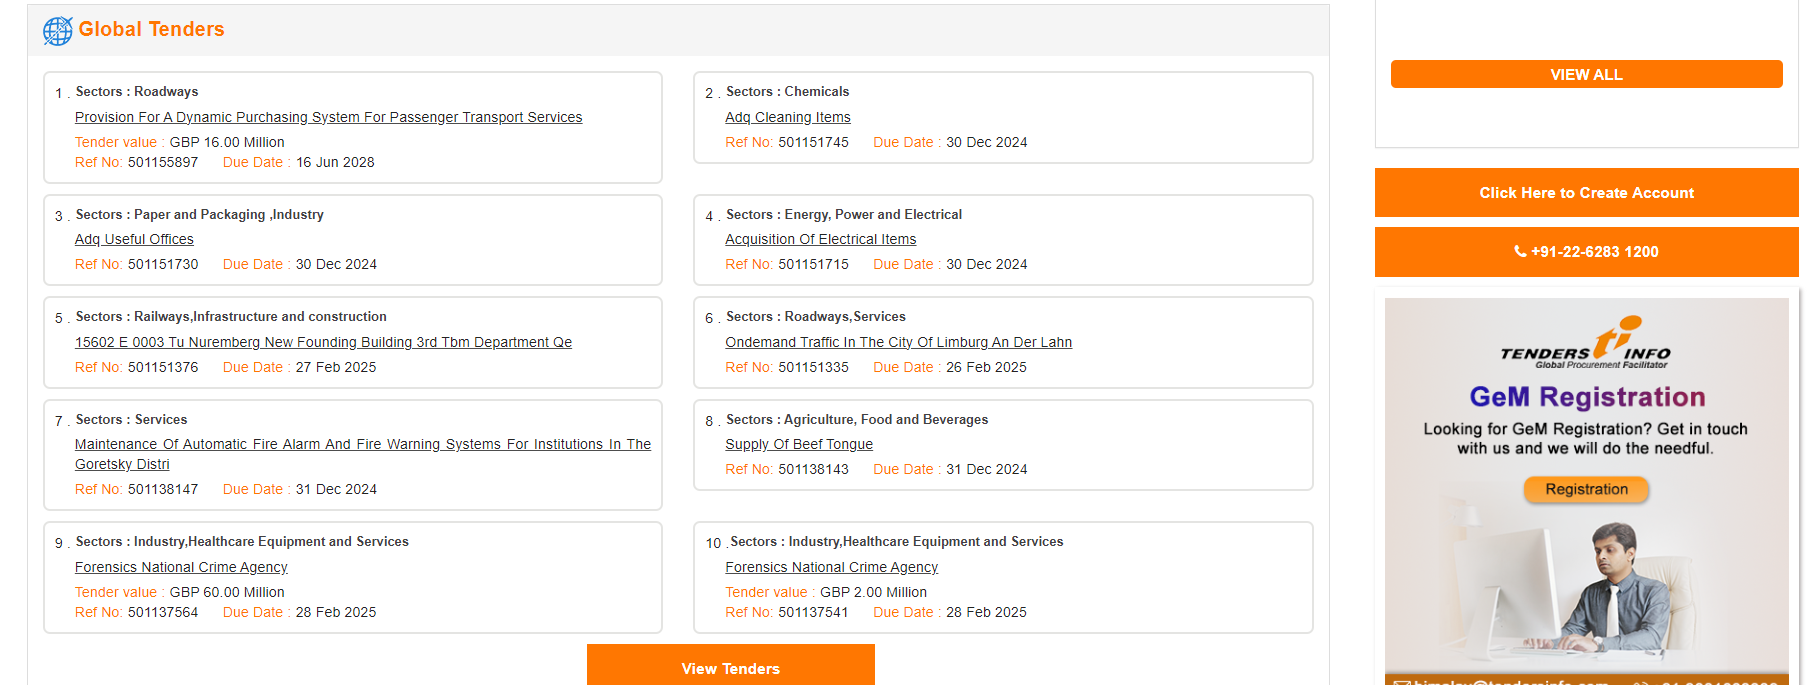 Global Tenders
1 . Sectors : Roadways
Provision For A Dynamic Purchasing System For Passenger Transport Services
Tender value : GBP 16.00 Million
Ref No: 501155897 Due Date : 16 Jun 2028
2 . Sectors : Chemicals
Adq Cleaning Items
Ref No: 501151745 Due Date : 30 Dec 2024
3 . Sectors : Paper and Packaging ,Industry
Adq Useful Offices
Ref No: 501151730 Due Date : 30 Dec 2024
4 . Sectors : Energy, Power and Electrical
Acquisition Of Electrical Items
Ref No: 501151715 Due Date : 30 Dec 2024
5 . Sectors : Railways,Infrastructure and construction
15602 E 0003 Tu Nuremberg New Founding Building 3rd Tbm Department Qe
Ref No: 501151376 Due Date : 27 Feb 2025
6 . Sectors : Roadways,Services
Ondemand Traffic In The City Of Limburg An Der Lahn
Ref No: 501151335 Due Date : 26 Feb 2025
7 . Sectors : Services
Maintenance Of Automatic Fire Alarm And Fire Warning Systems For Institutions In The
Goretsky Distri
Ref No: 501138147 Due Date : 31 Dec 2024
8 . Sectors : Agriculture, Food and Beverages
Supply Of Beef Tongue
Ref No: 501138143 Due Date : 31 Dec 2024
9 . Sectors : Industry,Healthcare Equipment and Services
Forensics National Crime Agency
Tender value : GBP 60.00 Million
Ref No: 501137564 Due Date : 28 Feb 2025
10 . Sectors : Industry,Healthcare Equipment and Services
Forensics National Crime Agency
Tender value : GBP 2.00 Million
Ref No: 501137541 Due Date : 28 Feb 2025
View Tenders
VIEW ALL
Click Here to Create Account
+91-22-6283 1200
TENDERS ti INFO
Global Procurement Facilitator
GeM Registration
Looking for GeM Registration? Get in touch
with us and we will do the needful.
Registration